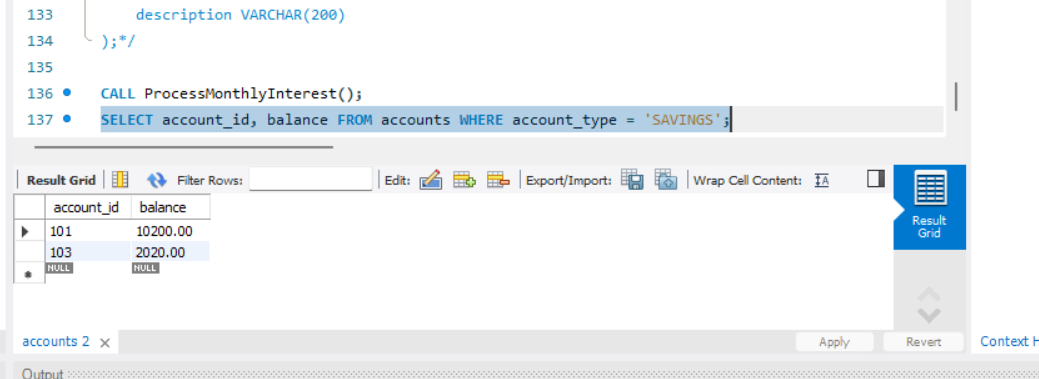 133 description VARCHAR(200)
134 );*/
135
136 CALL ProcessMonthlyInterest();
137 SELECT account_id, balance FROM accounts WHERE account_type = 'SAVINGS';
Result Grid Filter Rows: Edit: Export/Import: Wrap Cell Content: IA
Result Grid
account_id balance
101 10200.00
103 2020.00
NULL NULL
accounts 2 Apply Revert Context H
Output